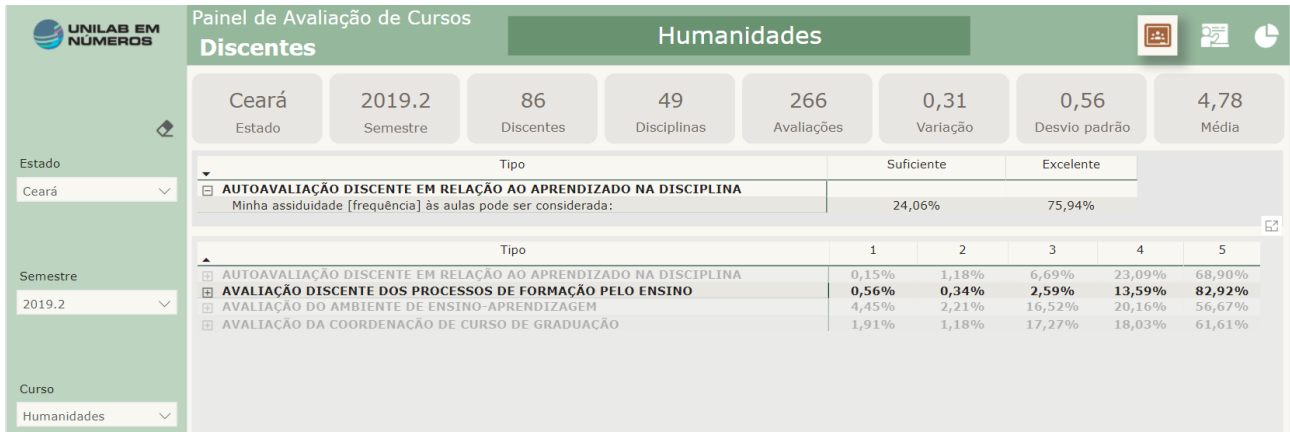 UNILAB EM
NÚMEROS
Painel de Avaliação de Cursos
Discentes
Humanidades
Ceará
Estado
2019.2
Semestre
86
Discentes
49
Disciplinas
266
Avaliações
0,31
Variação
0,56
Desvio padrão
4,78
Média
Estado
Ceará
Semestre
2019.2
Curso
Humanidades
Tipo Suficiente Excelente
AUTOAVALIAÇÃO DISCENTE EM RELAÇÃO AO APRENDIZADO NA DISCIPLINA
Minha assiduidade [frequência] às aulas pode ser considerada: 24,06% 75,94%
Tipo 1 2 3 4 5
AUTOAVALIAÇÃO DISCENTE EM RELAÇÃO AO APRENDIZADO NA DISCIPLINA 0,15% 1,18% 6,69% 23,09% 68,90%
AVALIAÇÃO DISCENTE DOS PROCESSOS DE FORMAÇÃO PELO ENSINO 0,56% 0,34% 2,59% 13,59% 82,92%
AVALIAÇÃO DO AMBIENTE DE ENSINO-APRENDIZAGEM 4,45% 2,21% 16,52% 20,16% 56,67%
AVALIAÇÃO DA COORDENAÇÃO DE CURSO DE GRADUAÇÃO 1,91% 1,18% 17,27% 18,03% 61,61%